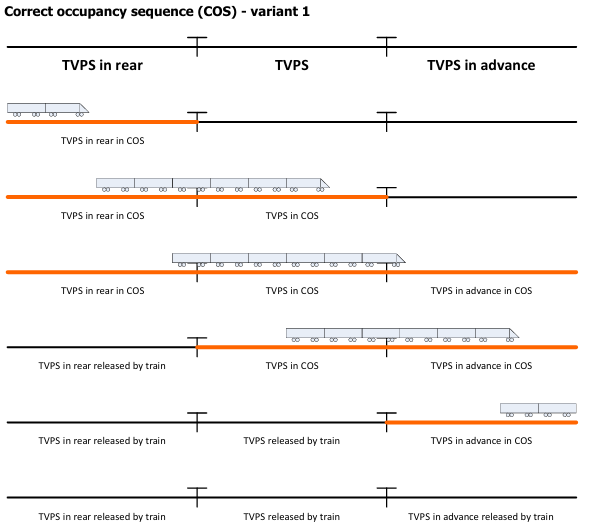 Correct occupancy sequence (COS) - variant 1
TVPS in rear TVPS TVPS in advance
TVPS in rear in COS
TVPS in rear in COS TVPS in COS
TVPS in rear in COS TVPS in COS TVPS in advance in COS
TVPS in rear released by train TVPS in COS TVPS in advance in COS
TVPS in rear released by train TVPS released by train TVPS in advance in COS
TVPS in rear released by train TVPS released by train TVPS in advance released by train